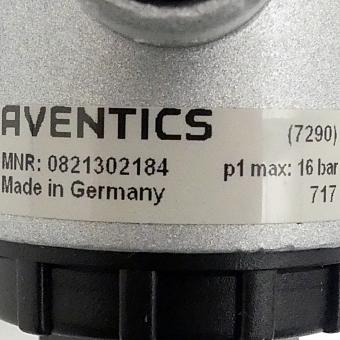 AVENTICS (7290)
MNR: 0821302184 p1 max: 16 bar
Made in Germany 717